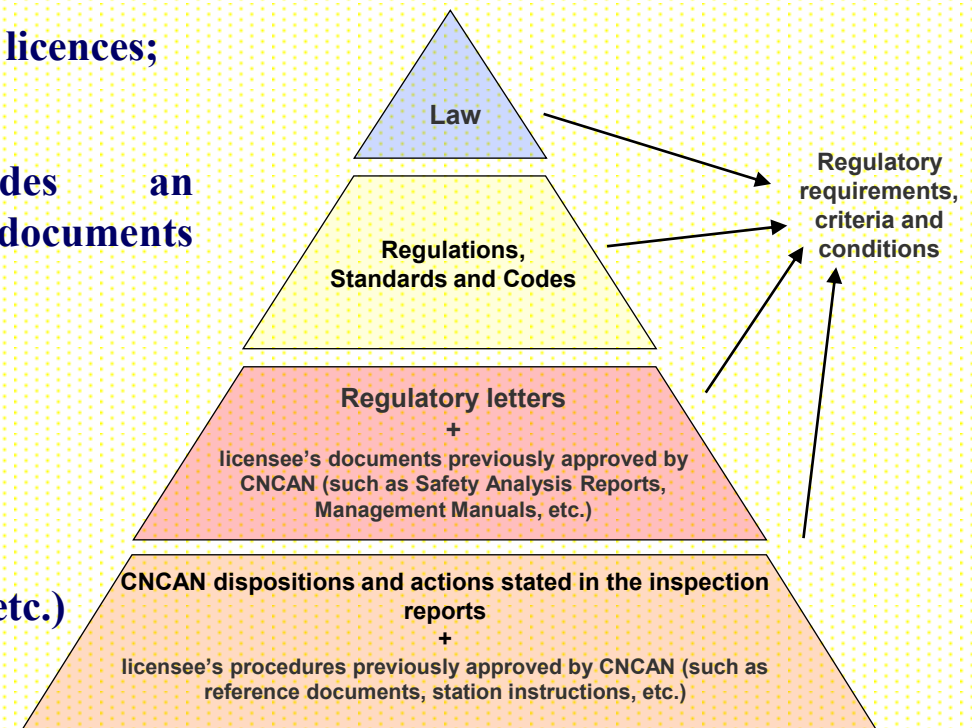 licences;
des an
documents
etc.)
Law
Regulations,
Standards and Codes
Regulatory letters
+
licensee's documents previously approved by
CNCAN (such as Safety Analysis Reports,
Management Manuals, etc.)
CNCAN dispositions and actions stated in the inspection
reports
+
licensee's procedures previously approved by CNCAN (such as
reference documents, station instructions, etc.)
Regulatory
requirements,
criteria and
conditions